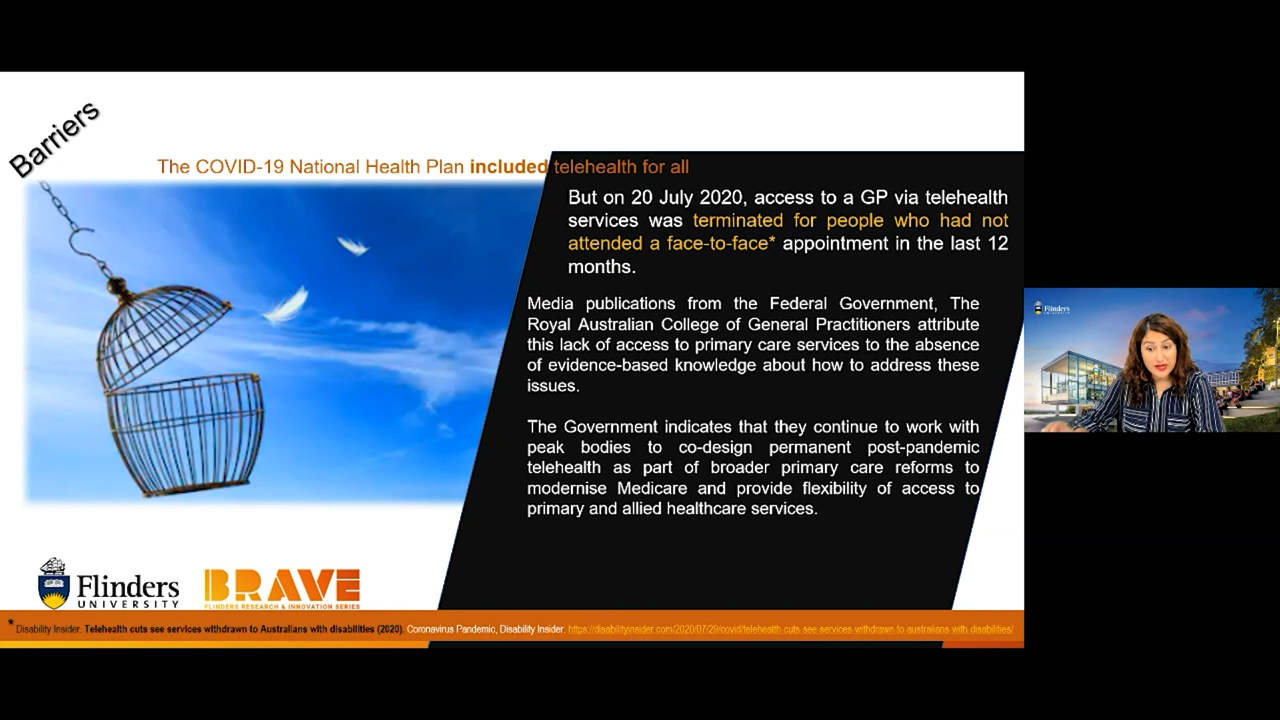 Barriers
The COVID-19 National Health Plan included telehealth for all
But on 20 July 2020, access to a GP via telehealth
services was terminated for people who had not
attended a face-to-face* appointment in the last 12
months.
Media publications from the Federal Government, The
Royal Australian College of General Practitioners attribute
this lack of access to primary care services to the absence
of evidence-based knowledge about how to address these
issues.
The Government indicates that they continue to work with
peak bodies to co-design permanent post-pandemic
telehealth as part of broader primary care reforms to
modernise Medicare and provide flexibility of access to
primary and allied healthcare services.
Flinders
UNIVERSITY
BRAVE
FLINDERS RESEARCH & INNOVATION SERIES
* Disability Insider. Telehealth cuts see services withdrawn to Australians with disabilities (2020). Coronavirus Pandemic, Disability Insider. https://disabilityinsider.com/2020/07/29/covid/telehealth cuts see services withdrawn to australians with disabilities/
Flinders
UNIVERSITY